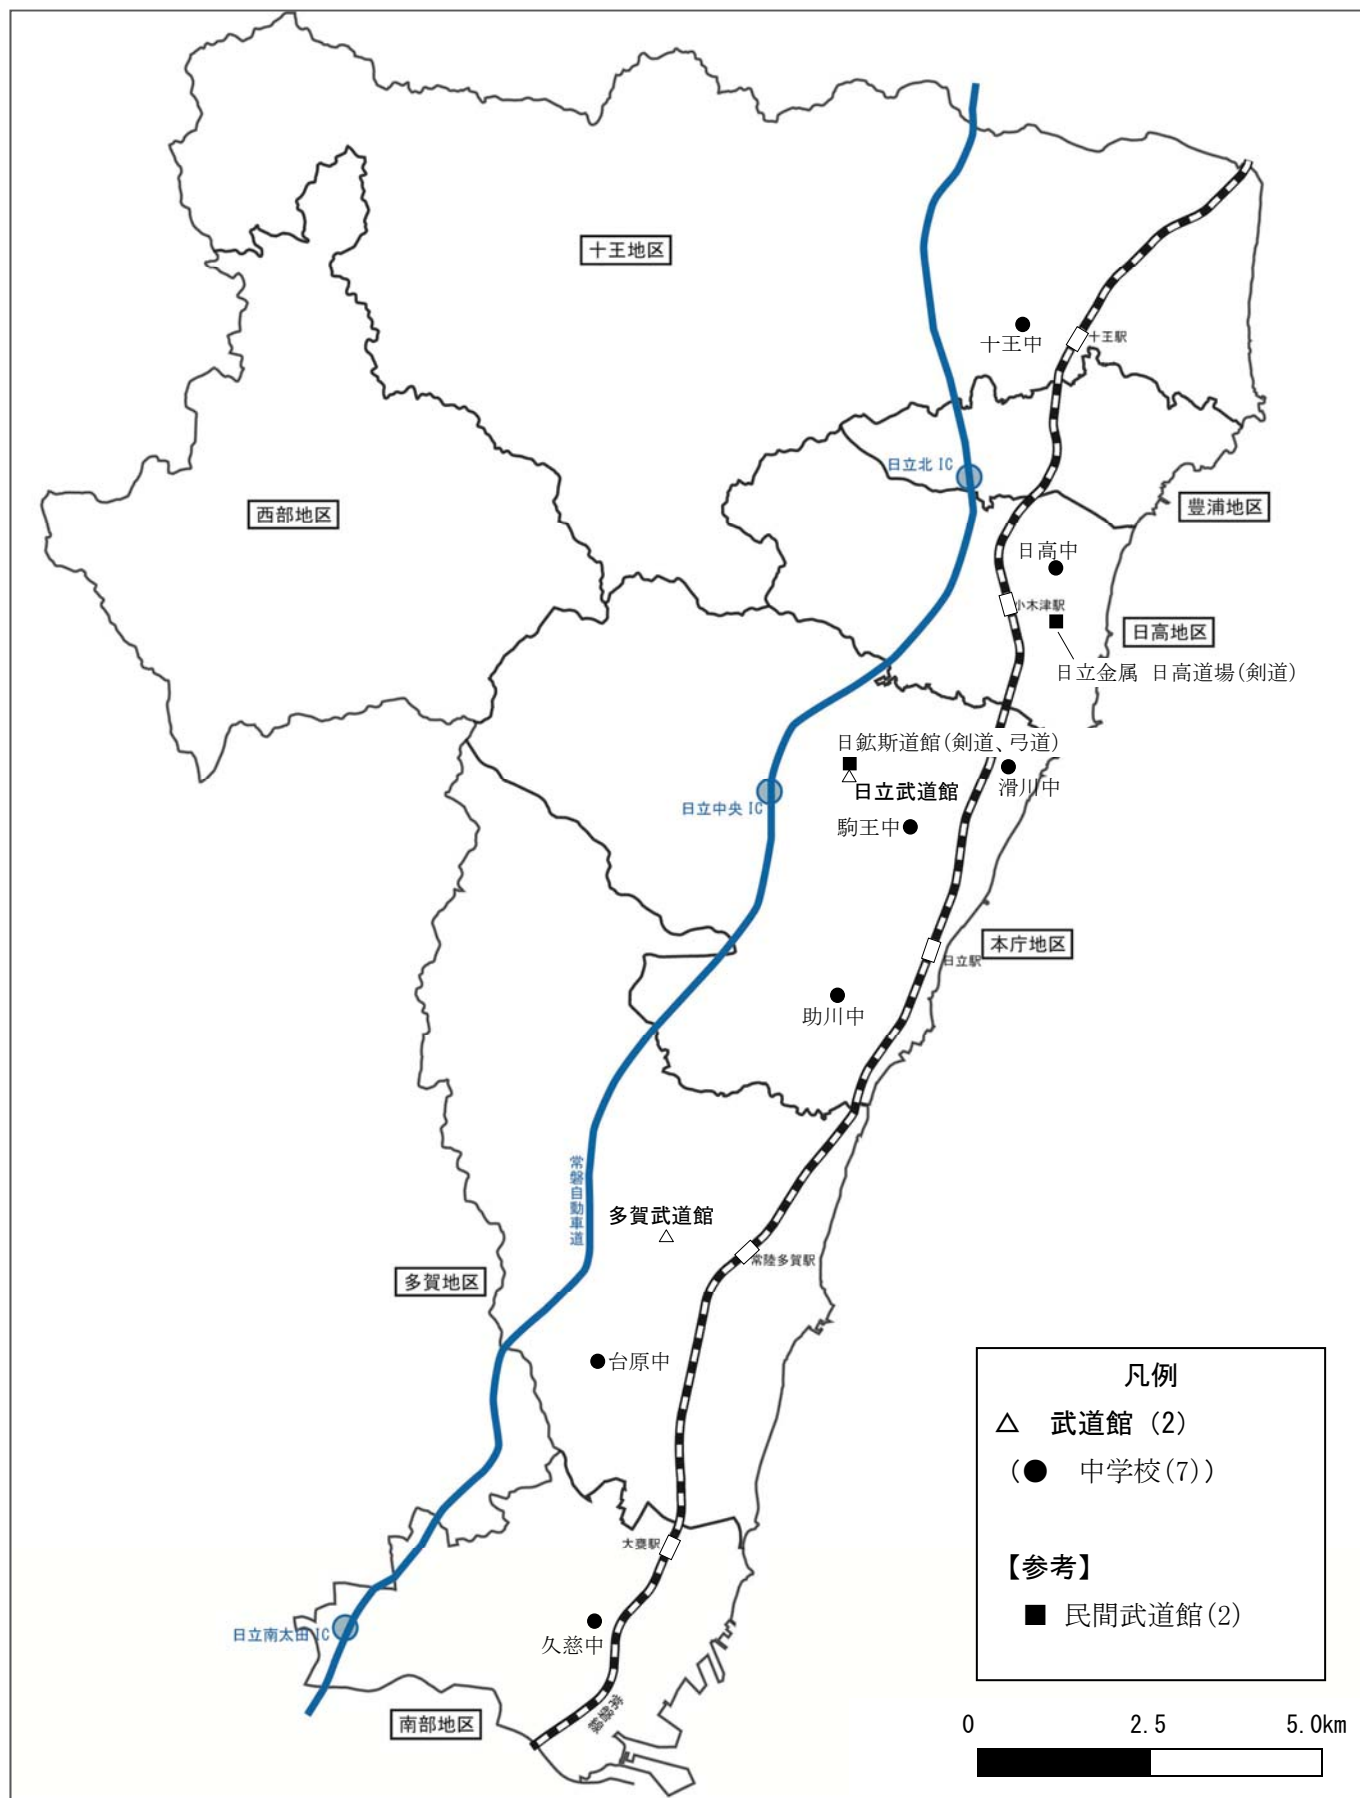 十王地区
十王中
十王駅
日立北 IC
西部地区
豊浦地区
日高中
小木津駅
日高地区
日立金属 日高道場(剣道)
日鉱斯道館(剣道、弓道)
日立武道館
滑川中
日立中央 IC
駒王中
本庁地区
日立駅
助川中
常磐自動車道
多賀武道館
常陸多賀駅
多賀地区
台原中
凡例
△ 武道館 (2)
(● 中学校(7))
大甕駅
【参考】
■ 民間武道館(2)
日立南太田 IC
久慈中
常磐線
南部地区
0 2.5 5.0km